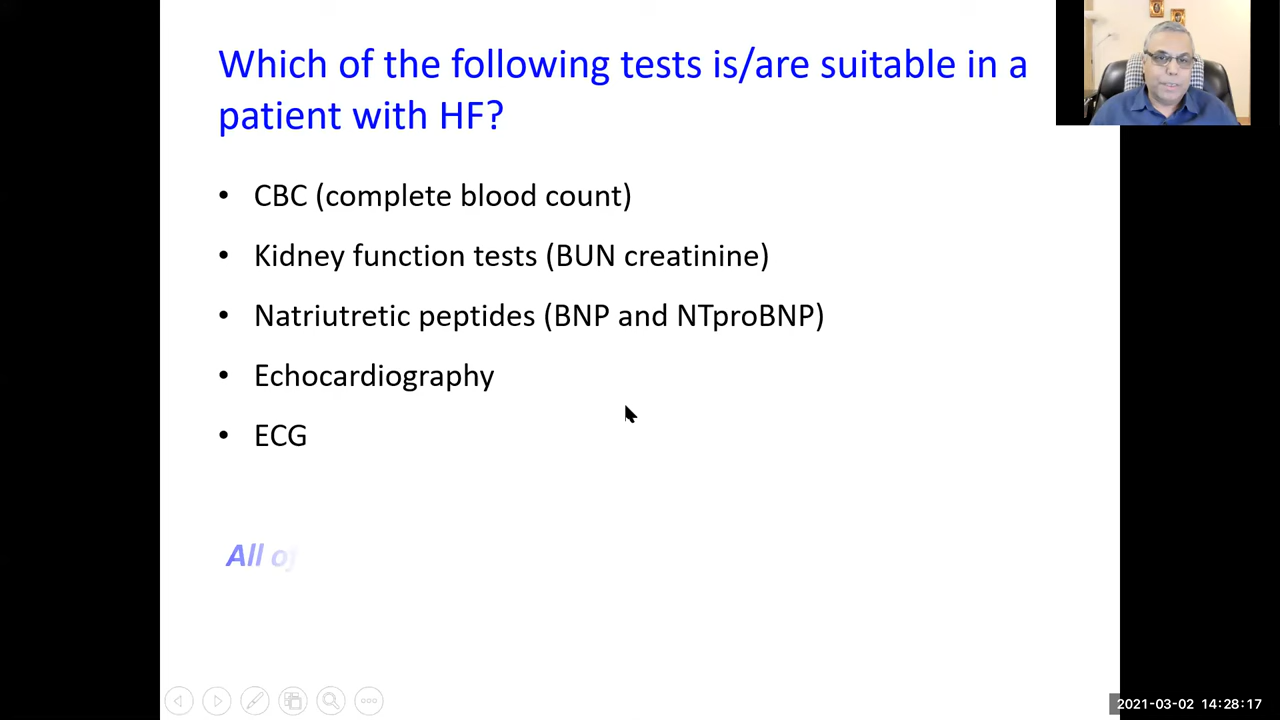 Which of the following tests is/are suitable in a
patient with HF?
• CBC (complete blood count)
• Kidney function tests (BUN creatinine)
• Natriutretic peptides (BNP and NTproBNP)
• Echocardiography
• ECG
All of
2021-03-02 14:28:17